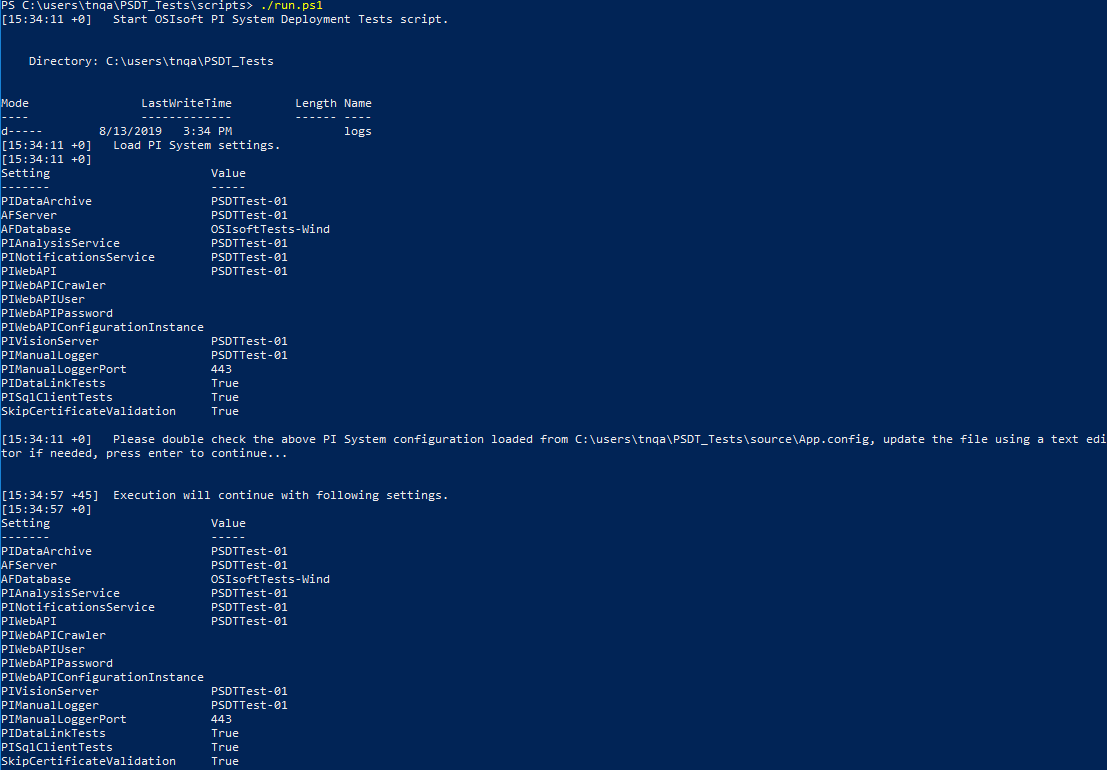 PS C:\users\tnqa\PSDT_Tests\scripts> ./run.ps1
[15:34:11 +0]   Start OSIsoft PI System Deployment Tests script.
    Directory: C:\users\tnqa\PSDT_Tests
Mode                LastWriteTime         Length Name
----                -------------         ------ ----
d-----        8/13/2019   3:34 PM                logs
[15:34:11 +0]   Load PI System settings.
[15:34:11 +0]
Setting                       Value
-------                       -----
PIDataArchive                 PSDTTest-01
AFServer                      PSDTTest-01
AFDatabase                    OSIsoftTests-Wind
PIAnalysisService             PSDTTest-01
PINotificationsService        PSDTTest-01
PIWebAPI                      PSDTTest-01
PIWebAPICrawler
PIWebAPIUser
PIWebAPIPassword
PIWebAPIConfigurationInstance
PIVisionServer                PSDTTest-01
PIManualLogger                PSDTTest-01
PIManualLoggerPort            443
PIDataLinkTests               True
PISqlClientTests              True
SkipCertificateValidation     True
[15:34:11 +0]   Please double check the above PI System configuration loaded from C:\users\tnqa\PSDT_Tests\source\App.config, update the file using a text edi
tor if needed, press enter to continue...
[15:34:57 +45]  Execution will continue with following settings.
[15:34:57 +0]
Setting                       Value
-------                       -----
PIDataArchive                 PSDTTest-01
AFServer                      PSDTTest-01
AFDatabase                    OSIsoftTests-Wind
PIAnalysisService             PSDTTest-01
PINotificationsService        PSDTTest-01
PIWebAPI                      PSDTTest-01
PIWebAPICrawler
PIWebAPIUser
PIWebAPIPassword
PIWebAPIConfigurationInstance
PIVisionServer                PSDTTest-01
PIManualLogger                PSDTTest-01
PIManualLoggerPort            443
PIDataLinkTests               True
PISqlClientTests              True
SkipCertificateValidation     True